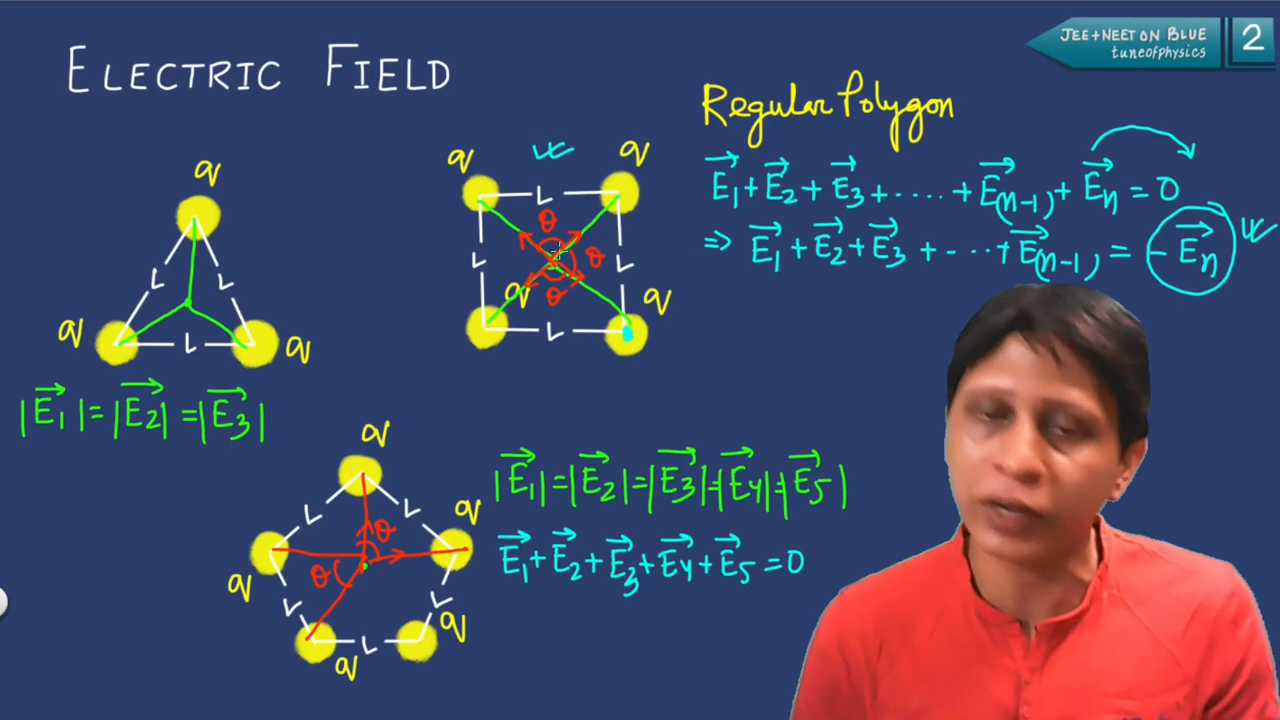 JEE+NEET ON BLUE
tuneofphysics
2
ELECTRIC FIELD
Regular Polygon
E⃗1 + E⃗2 + E⃗3 + .... + E⃗(n-1) + E⃗n = 0
⇒ E⃗1 + E⃗2 + E⃗3 + ...+ E⃗(n-1) = -E⃗n
q
L
L
q
L
q
|E⃗1| = |E⃗2| = |E⃗3|
q
q
L
θ
L
θ
L
q
θ
q
L
q
L
L
θ
q
q
θ
L
L
q
L
q
|E⃗1| = |E⃗2| = |E⃗3| = |E⃗4| = |E⃗5|
E⃗1 + E⃗2 + E⃗3 + E⃗4 + E⃗5 = 0